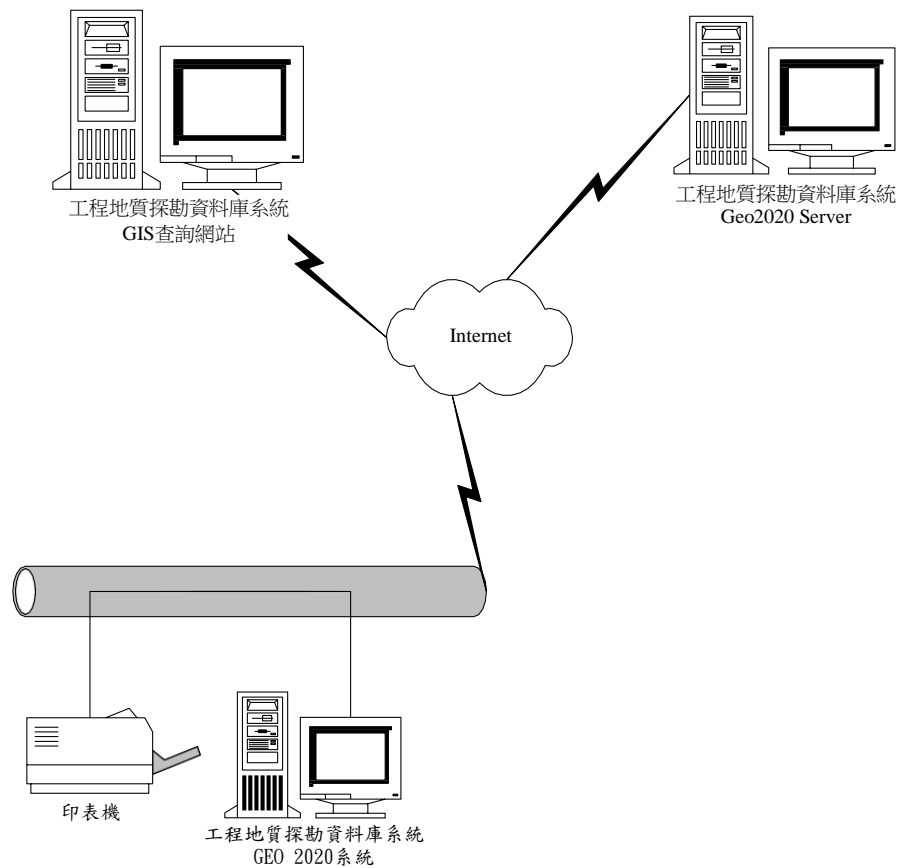 工程地質探勘資料庫系統
GIS查詢網站
工程地質探勘資料庫系統
Geo2020 Server
Internet
印表機
工程地質探勘資料庫系統
GEO 2020系統